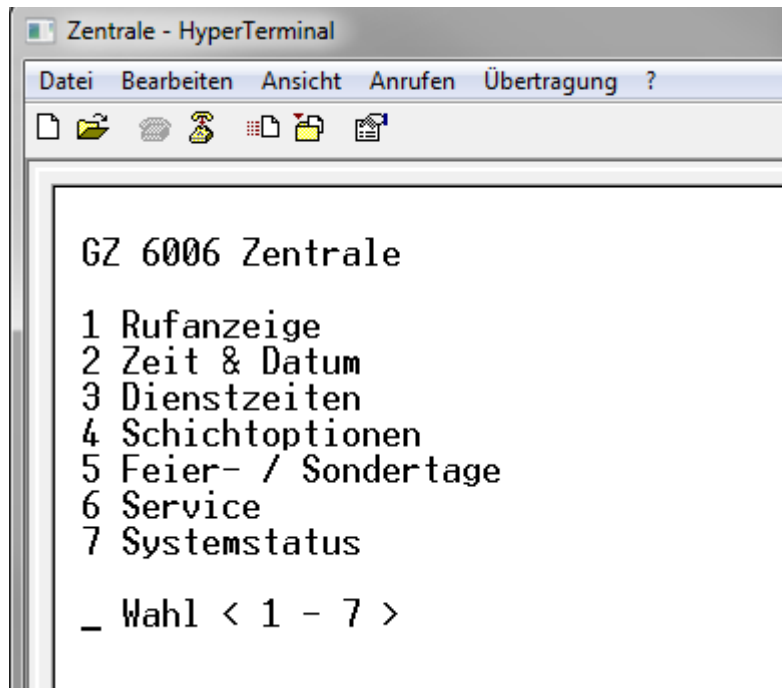 Zentrale - HyperTerminal
Datei Bearbeiten Ansicht Anrufen Übertragung ?
GZ 6006 Zentrale
1 Rufanzeige
2 Zeit & Datum
3 Dienstzeiten
4 Schichtoptionen
5 Feier- / Sondertage
6 Service
7 Systemstatus
_ Wahl < 1 - 7 >